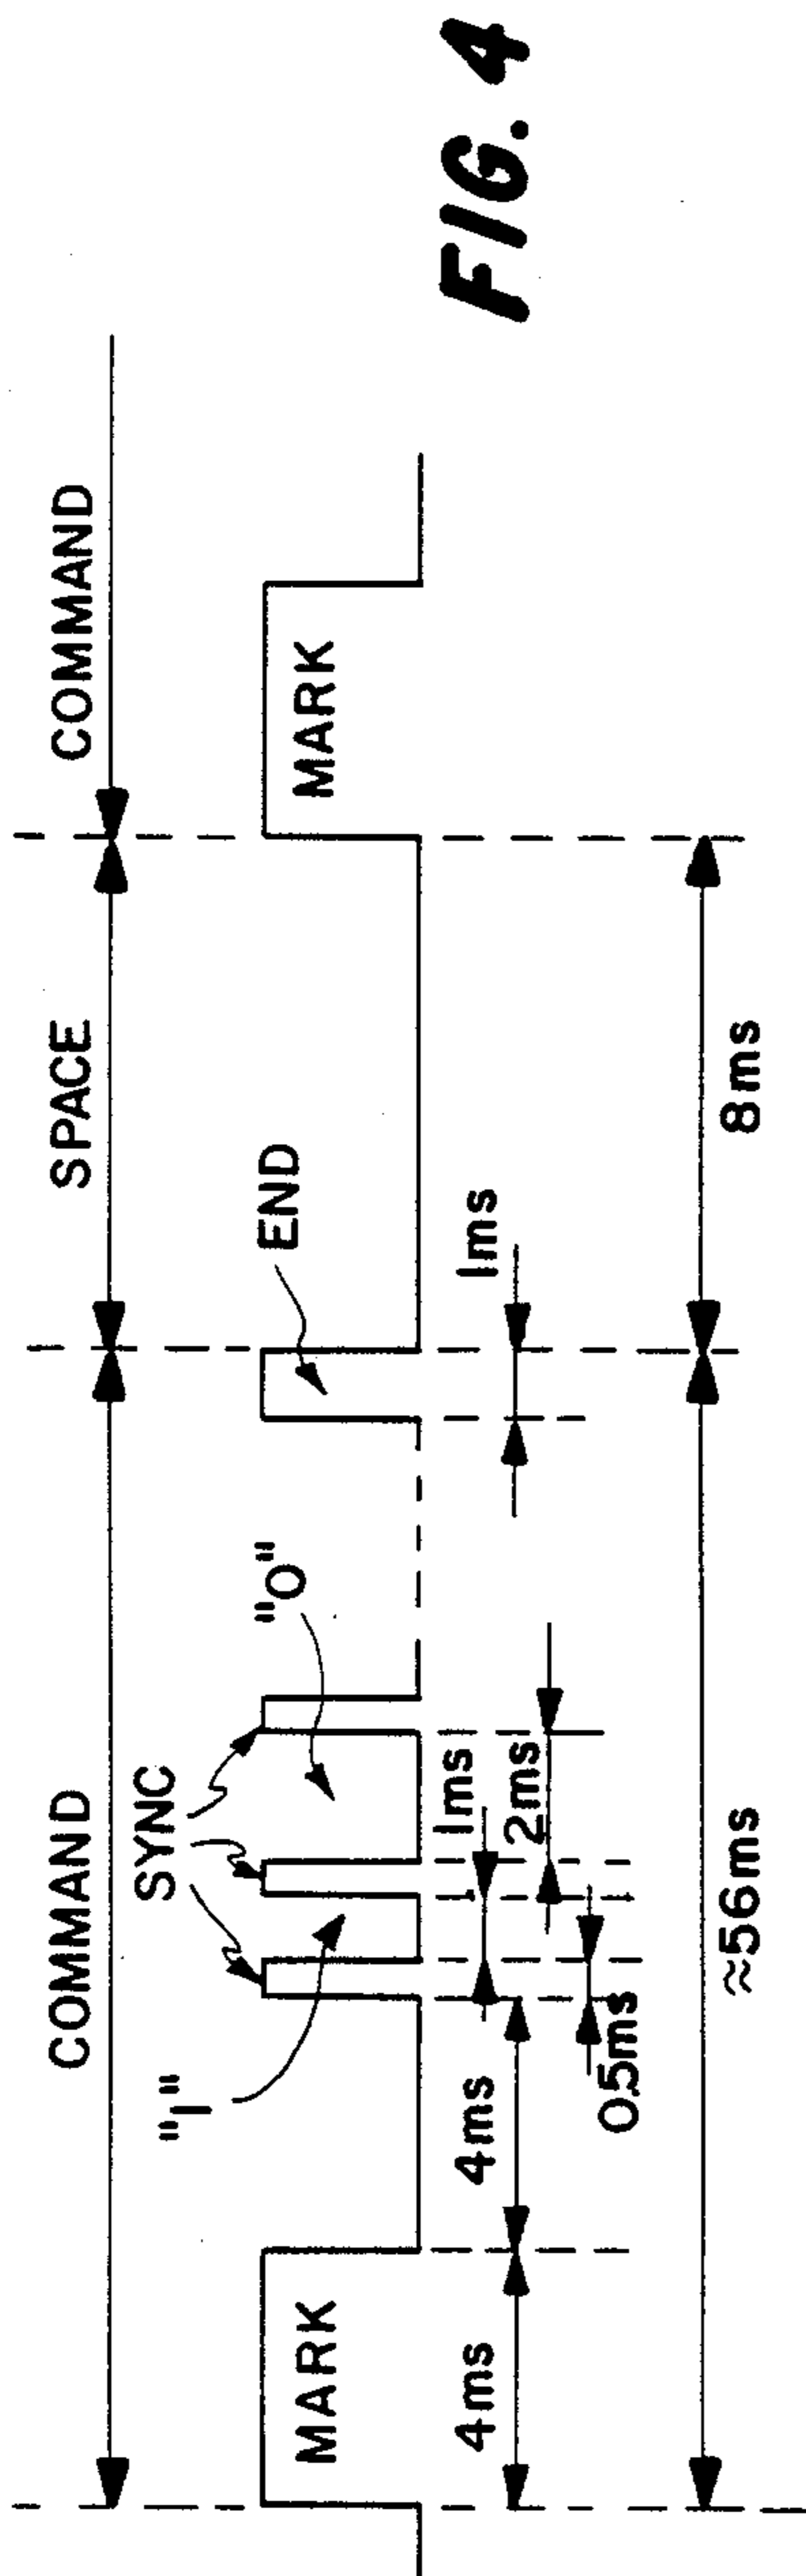 COMMAND SPACE COMMAND
SYNC
"1" "0" END
MARK MARK
4ms 4ms 1ms 1ms
2ms
0.5ms
≈56ms 8ms
FIG. 4